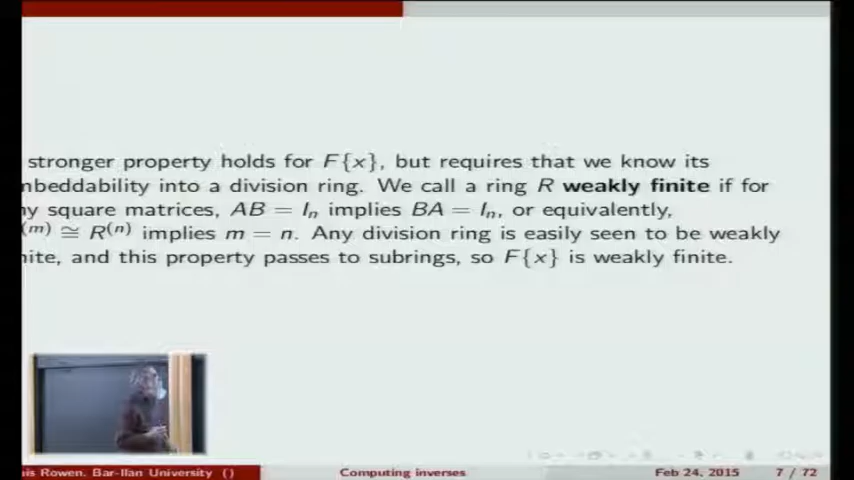 stronger property holds for F{x}, but requires that we know its
nbeddability into a division ring. We call a ring R weakly finite if for
y square matrices, AB = Iₙ implies BA = Iₙ, or equivalently,
⁽ᵐ⁾ ≅ R⁽ⁿ⁾ implies m = n. Any division ring is easily seen to be weakly
nite, and this property passes to subrings, so F{x} is weakly finite.
is Rowen, Bar-Ilan University () Computing inverses Feb 24, 2015 7 / 72